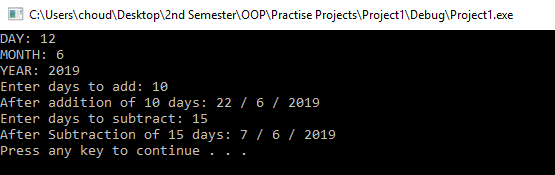 C:\Users\choud\Desktop\2nd Semester\OOP\Practise Projects\Project1\Debug\Project1.exe
DAY: 12
MONTH: 6
YEAR: 2019
Enter days to add: 10
After addition of 10 days: 22 / 6 / 2019
Enter days to subtract: 15
After Subtraction of 15 days: 7 / 6 / 2019
Press any key to continue . . .